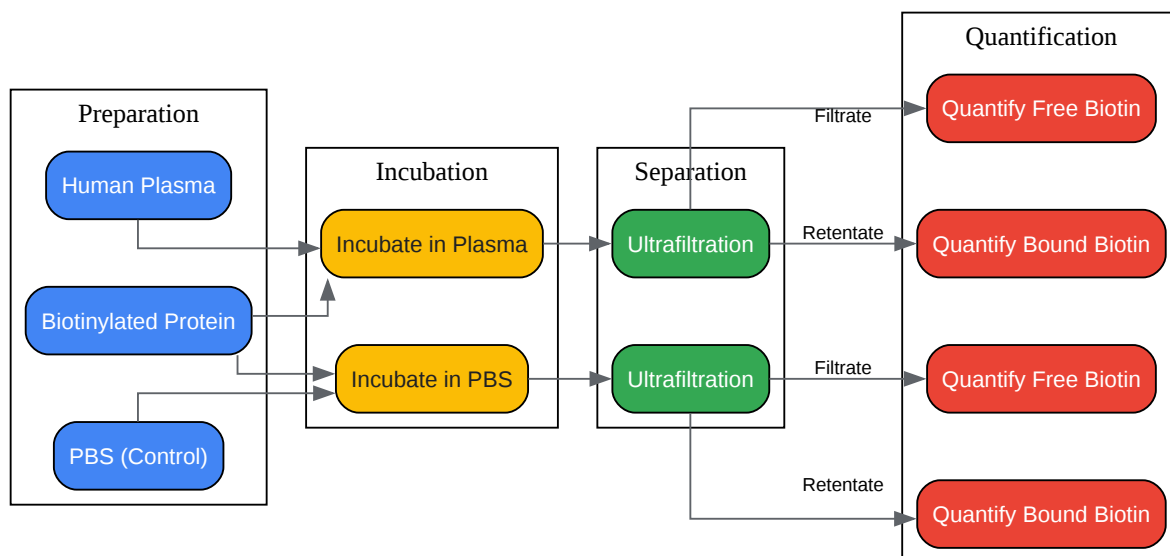 Preparation
Human Plasma
Biotinylated Protein
PBS (Control)
Incubation
Incubate in Plasma
Incubate in PBS
Separation
Ultrafiltration
Ultrafiltration
Filtrate
Retentate
Filtrate
Retentate
Quantification
Quantify Free Biotin
Quantify Bound Biotin
Quantify Free Biotin
Quantify Bound Biotin